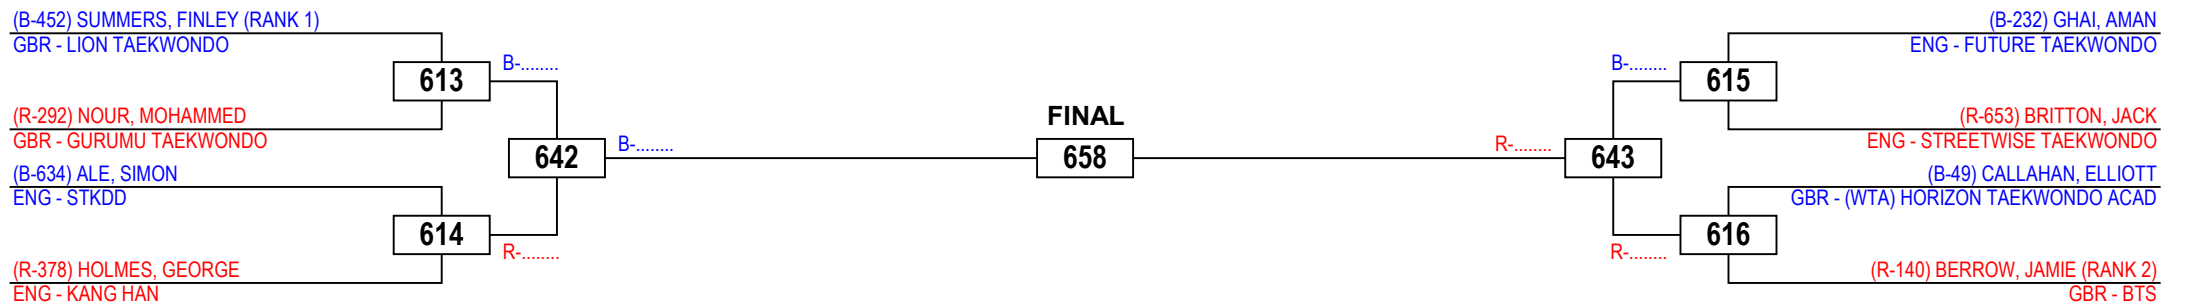 (B-452) SUMMERS, FINLEY (RANK 1)
GBR - LION TAEKWONDO
613
B-........
(R-292) NOUR, MOHAMMED
GBR - GURUMU TAEKWONDO
642
B-........
(B-634) ALE, SIMON
ENG - STKDD
614
R-........
(R-378) HOLMES, GEORGE
ENG - KANG HAN
FINAL
658
(B-232) GHAI, AMAN
ENG - FUTURE TAEKWONDO
B-........
615
(R-653) BRITTON, JACK
ENG - STREETWISE TAEKWONDO
R-........
643
(B-49) CALLAHAN, ELLIOTT
GBR - (WTA) HORIZON TAEKWONDO ACAD
616
R-........
(R-140) BERROW, JAMIE (RANK 2)
GBR - BTS